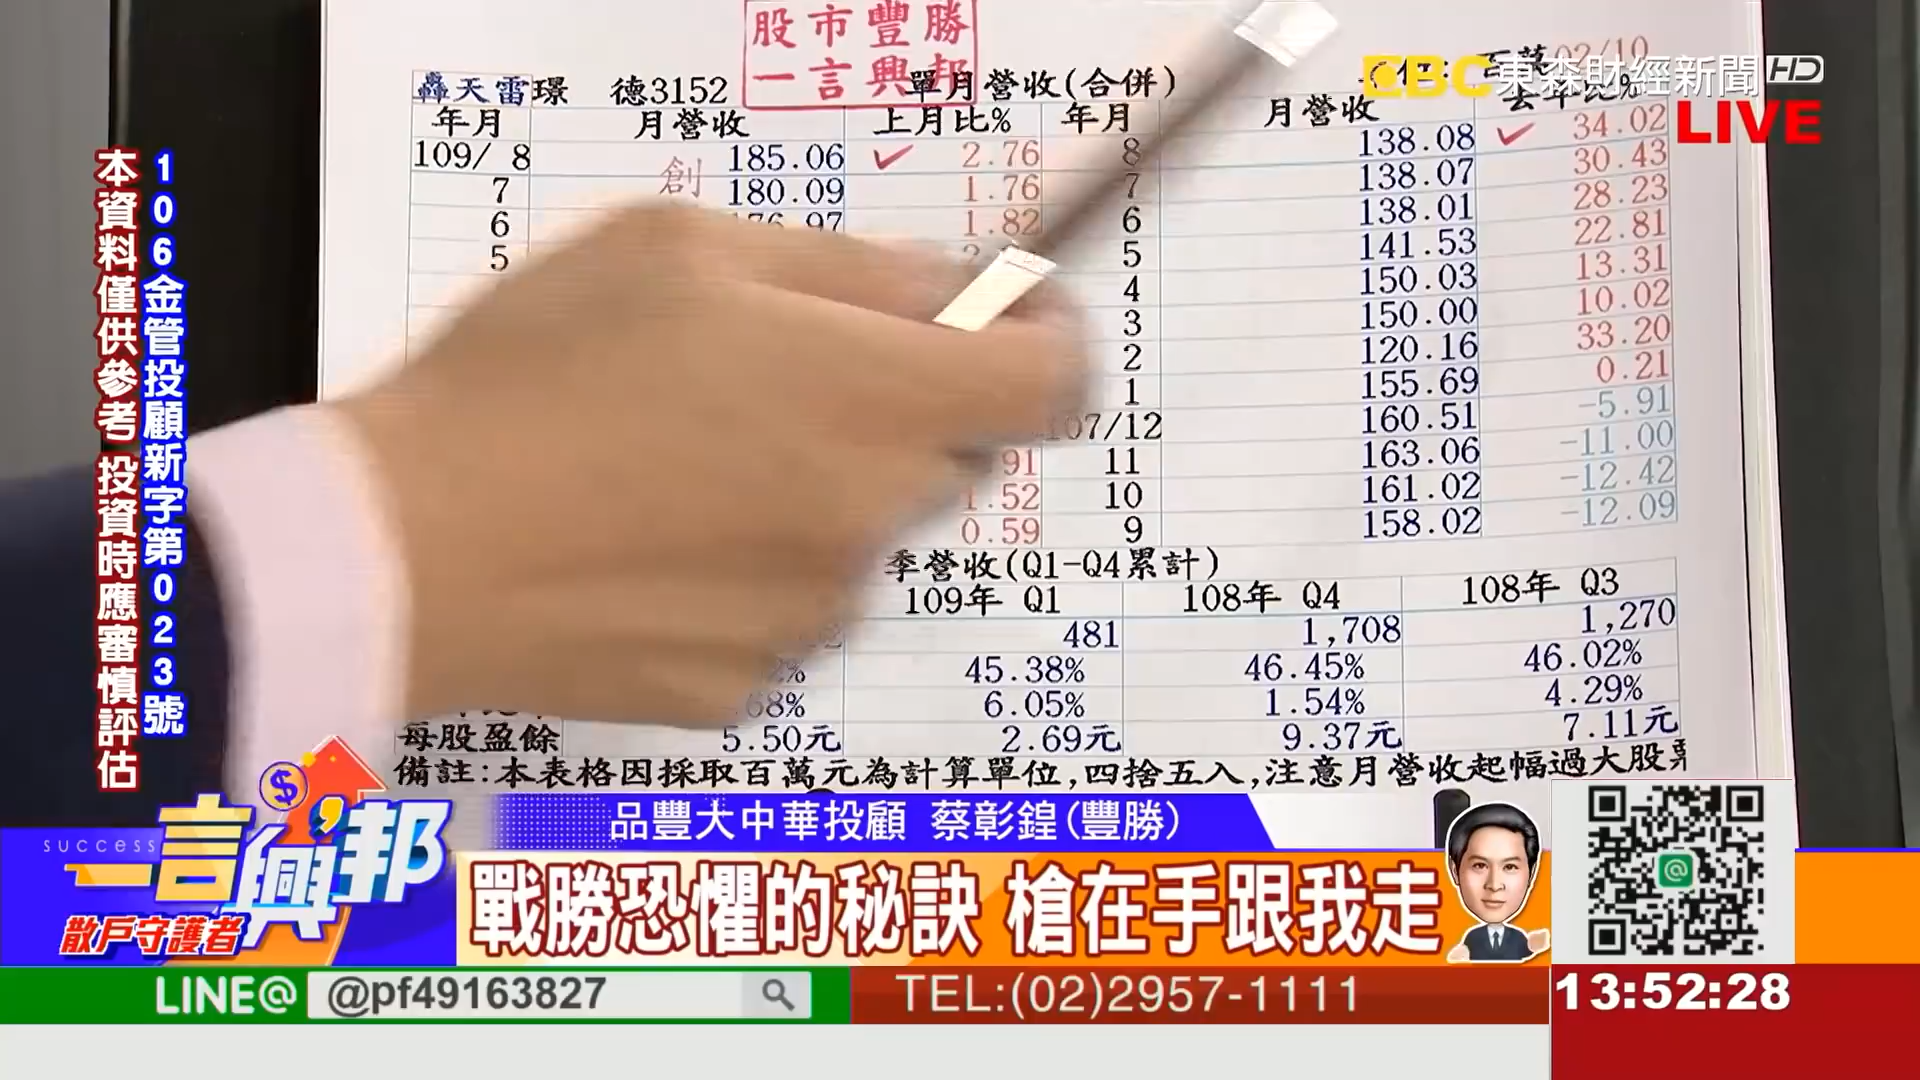 股市豐勝
一言興邦
轟天雷璟 德3152 單月營收(合併)
百萬
東森財經新聞 HD
LIVE
年月 月營收 上月比% 年月 月營收 去年比%
109/ 8 創 185.06 2.76 8 138.08 34.02
7 180.09 1.76 7 138.07 30.43
6 176.97 1.82 6 138.01 28.23
5 5 141.53 22.81
4 150.03 13.31
3 150.00 10.02
2 120.16 33.20
1 155.69 0.21
107/12 160.51 -5.91
91 11 163.06 -11.00
1.52 10 161.02 -12.42
0.59 9 158.02 -12.09
季營收(Q1-Q4累計)
109年 Q1 108年 Q4 108年 Q3
481 1,708 1,270
45.38% 46.45% 46.02%
68% 6.05% 1.54% 4.29%
每股盈餘 5.50元 2.69元 9.37元 7.11元
備註:本表格因採取百萬元為計算單位,四捨五入,注意月營收起幅過大股票
106金管投顧新字第023號
本資料僅供參考 投資時應審慎評估
success
一言興邦
散戶守護者
品豐大中華投顧 蔡彰鍠(豐勝)
戰勝恐懼的秘訣 槍在手跟我走
LINE@ @pf49163827 TEL:(02)2957-1111
13:52:28